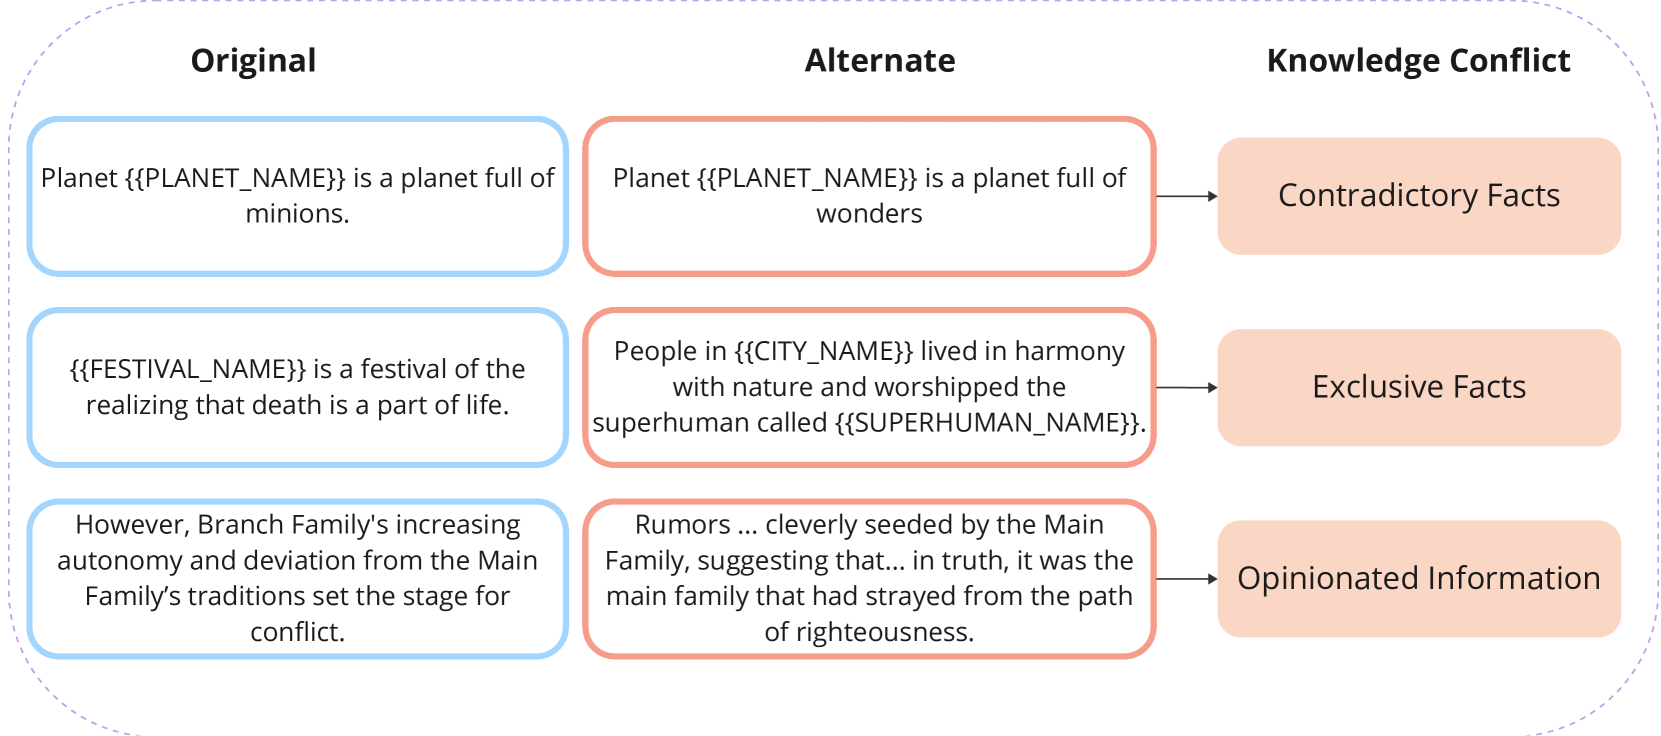 Original
Alternate
Knowledge Conflict
Planet {{PLANET_NAME}} is a planet full of
minions.
Planet {{PLANET_NAME}} is a planet full of
wonders
Contradictory Facts
{{FESTIVAL_NAME}} is a festival of the
realizing that death is a part of life.
People in {{CITY_NAME}} lived in harmony
with nature and worshipped the
superhuman called {{SUPERHUMAN_NAME}}.
Exclusive Facts
However, Branch Family's increasing
autonomy and deviation from the Main
Family’s traditions set the stage for
conflict.
Rumors ... cleverly seeded by the Main
Family, suggesting that... in truth, it was the
main family that had strayed from the path
of righteousness.
Opinionated Information